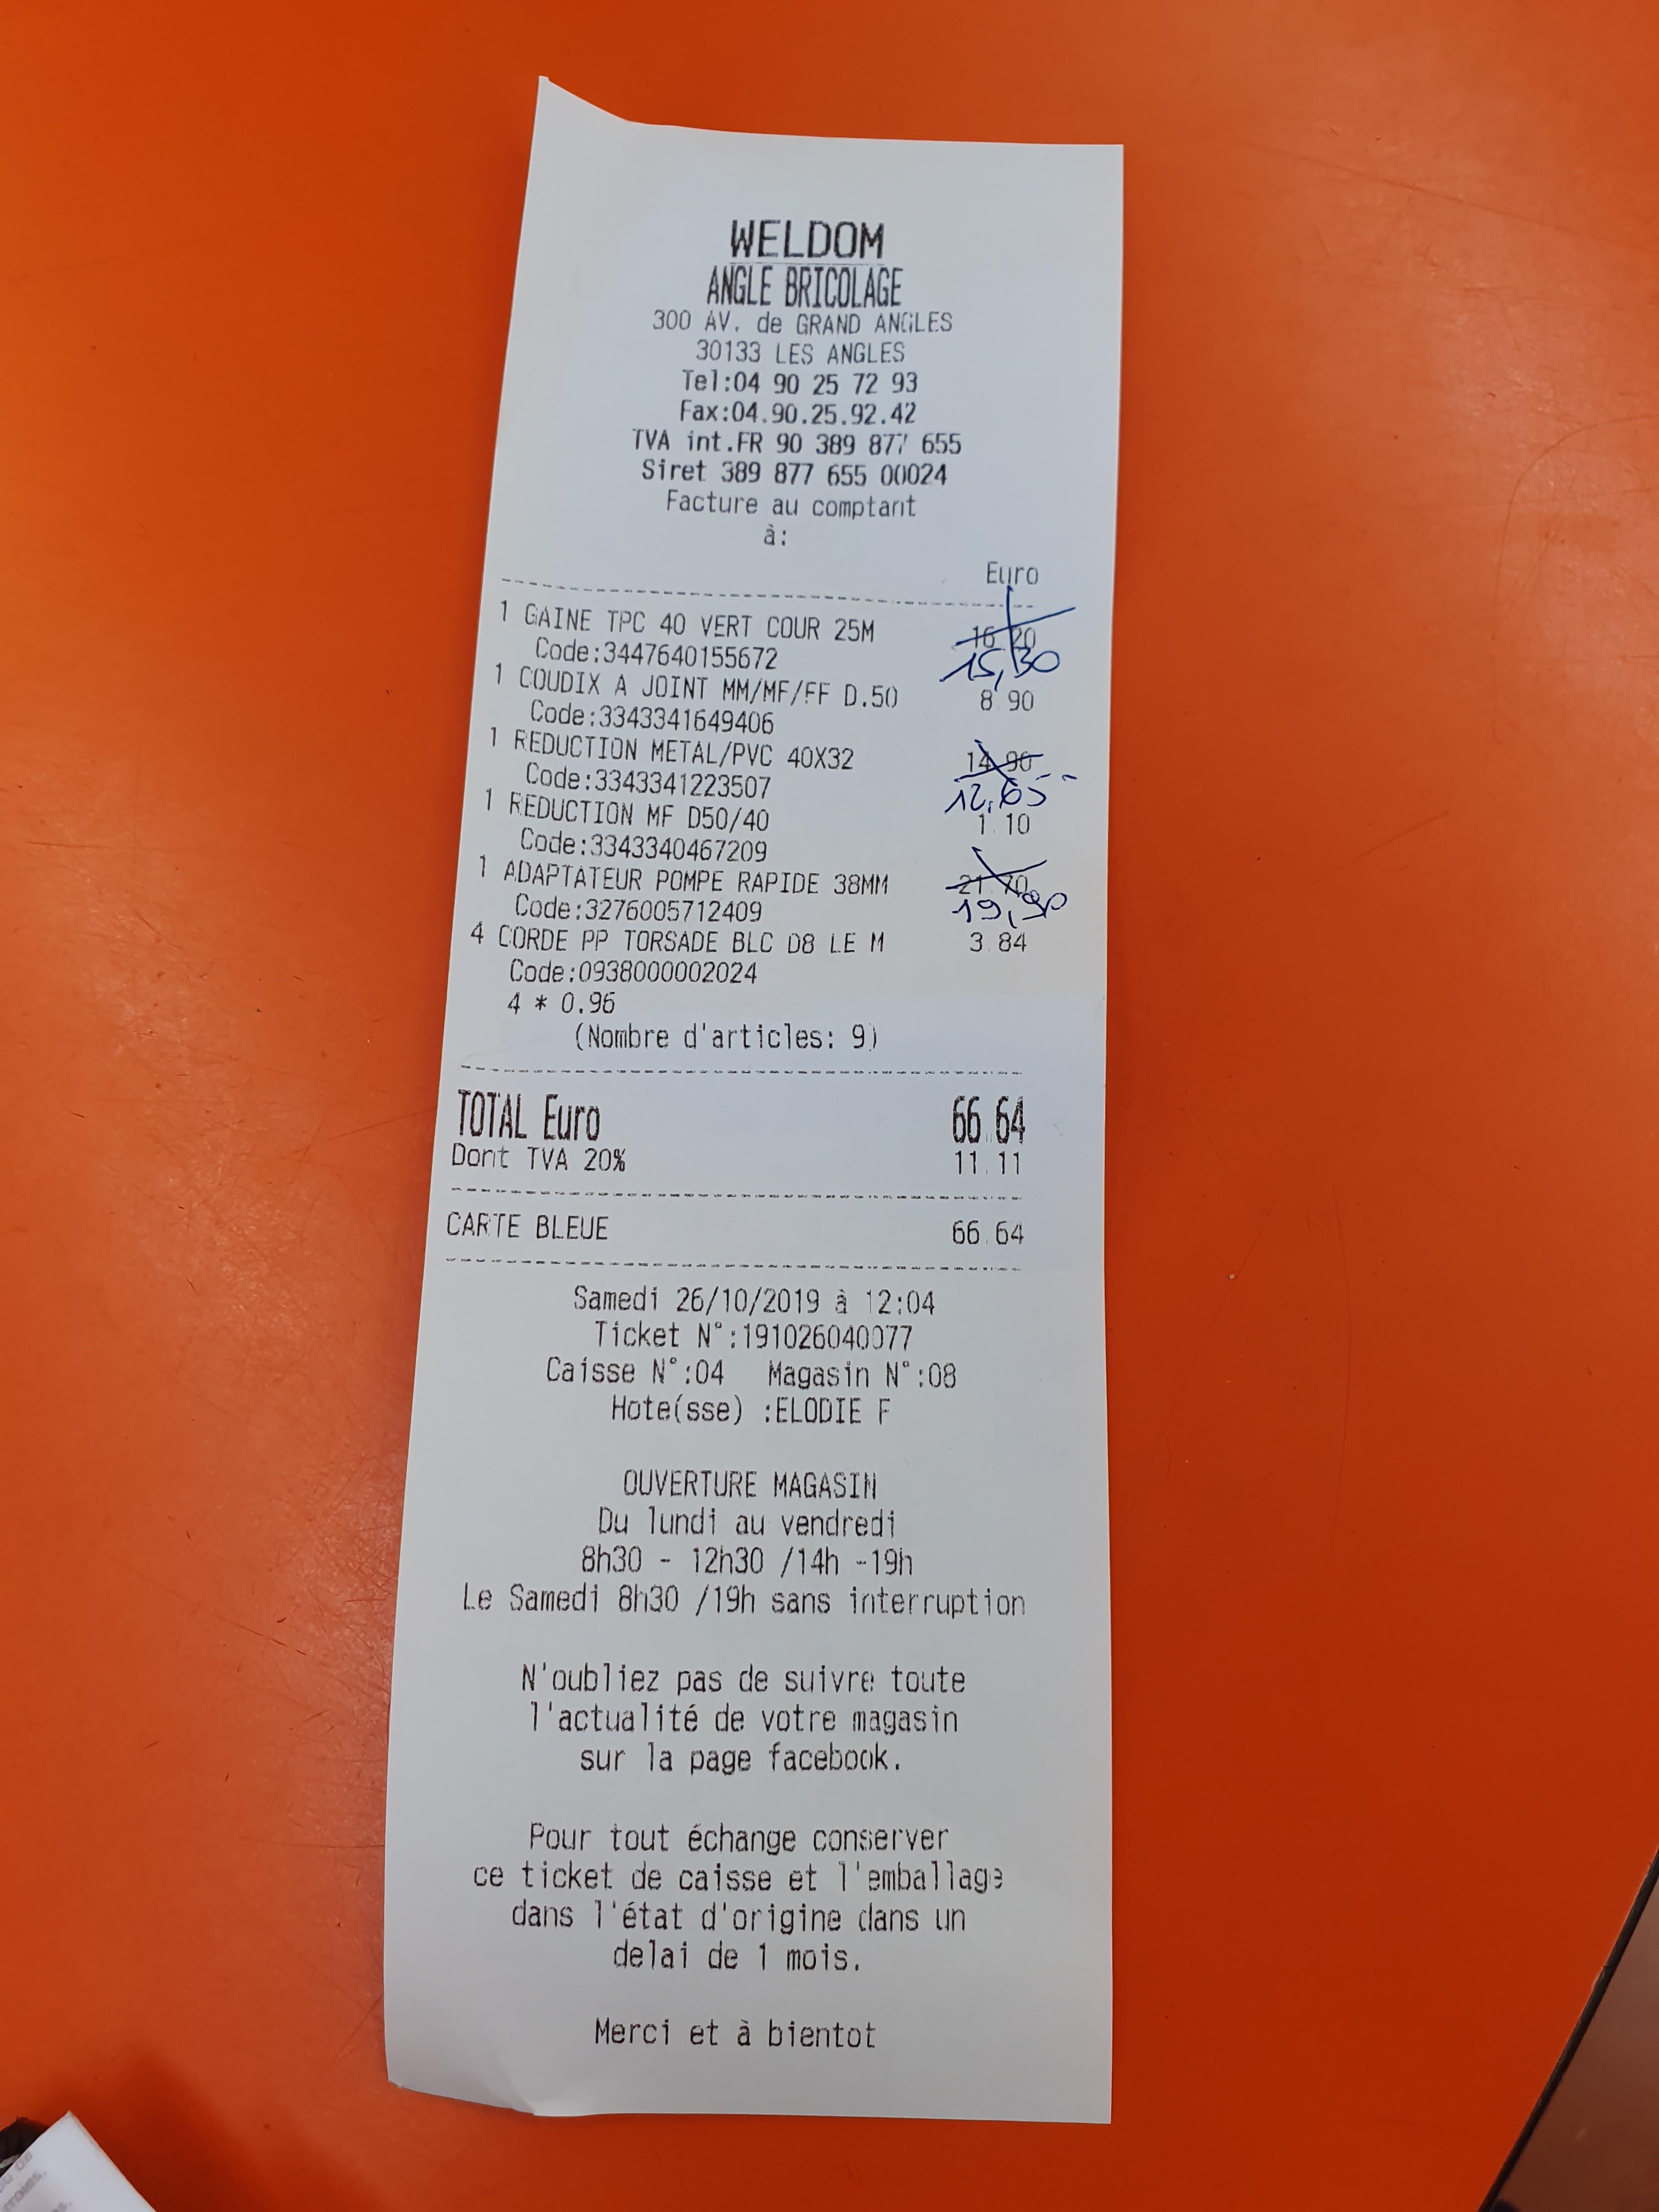 WELDOM
ANGLE BRICOLAGE
300 AV. de GRAND ANGLES
30133 LES ANGLES
Tel:04 90 25 72 93
Fax:04.90.25.92.42
TVA int.FR 90 389 877 655
Siret 389 877 655 00024
Facture au comptant
à:
Euro
1 GAINE TPC 40 VERT COUR 25M 16.20
15,30
Code:3447640155672
1 COUDIX A JOINT MM/MF/FF D.50 8.90
Code:3343341649406
1 REDUCTION METAL/PVC 40X32 14.90
12,65
Code:3343341223507
1 REDUCTION MF D50/40 1.10
Code:3343340467209
1 ADAPTATEUR POMPE RAPIDE 38MM 21.70
19,90
Code:3276005712409
4 CORDE PP TORSADE BLC D8 LE M 3.84
Code:0938000002024
4 * 0.96
(Nombre d'articles: 9)
TOTAL Euro 66.64
Dont TVA 20% 11.11
CARTE BLEUE 66.64
Samedi 26/10/2019 à 12:04
Ticket N°:191026040077
Caisse N°:04 Magasin N°:08
Hote(sse) :ELODIE F
OUVERTURE MAGASIN
Du lundi au vendredi
8h30 - 12h30 /14h -19h
Le Samedi 8h30 /19h sans interruption
N'oubliez pas de suivre toute
l'actualité de votre magasin
sur la page facebook.
Pour tout échange conserver
ce ticket de caisse et l'emballage
dans l'état d'origine dans un
delai de 1 mois.
Merci et à bientot